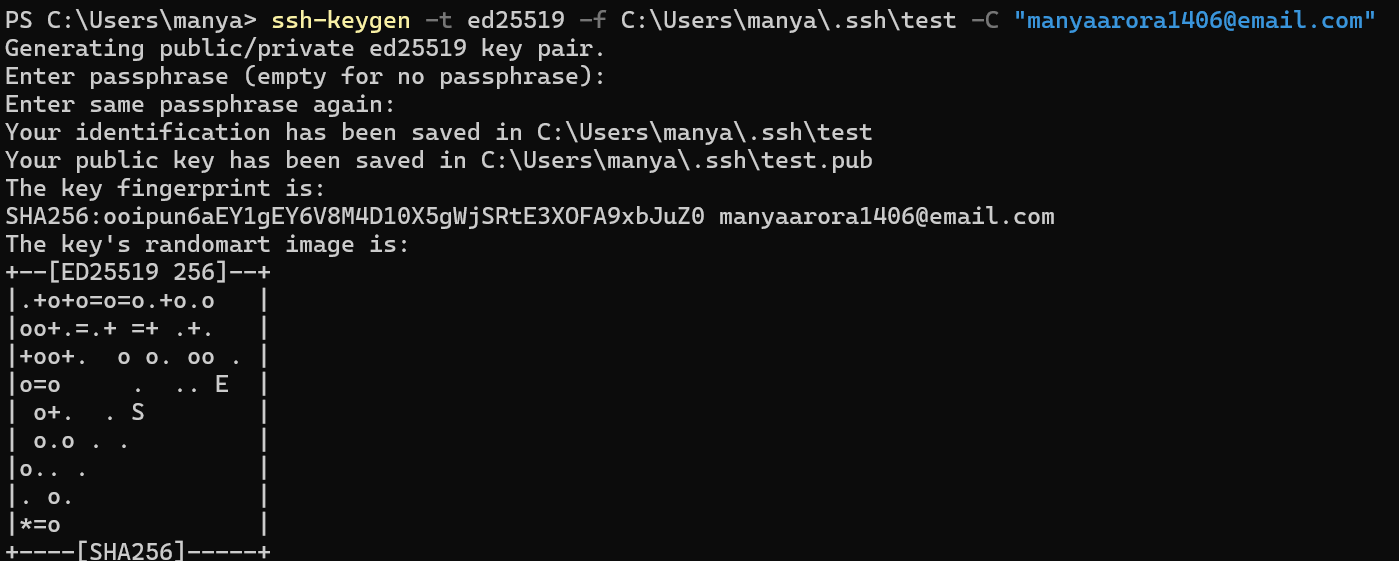 PS C:\Users\manya> ssh-keygen -t ed25519 -f C:\Users\manya\.ssh\test -C "manyaarora1406@email.com"
Generating public/private ed25519 key pair.
Enter passphrase (empty for no passphrase):
Enter same passphrase again:
Your identification has been saved in C:\Users\manya\.ssh\test
Your public key has been saved in C:\Users\manya\.ssh\test.pub
The key fingerprint is:
SHA256:ooipun6aEY1gEY6V8M4D10X5gWjSRtE3XOFA9xbJuZ0 manyaarora1406@email.com
The key's randomart image is:
+--[ED25519 256]--+
|.+o+o=o=o.+o.o   |
|oo+.=.+ =+ .+.   |
|+oo+.  o o. oo . |
|o=o     .  .. E  |
| o+.  . S        |
| o.o . .         |
|o.. .            |
|. o.             |
|*=o              |
+----[SHA256]-----+